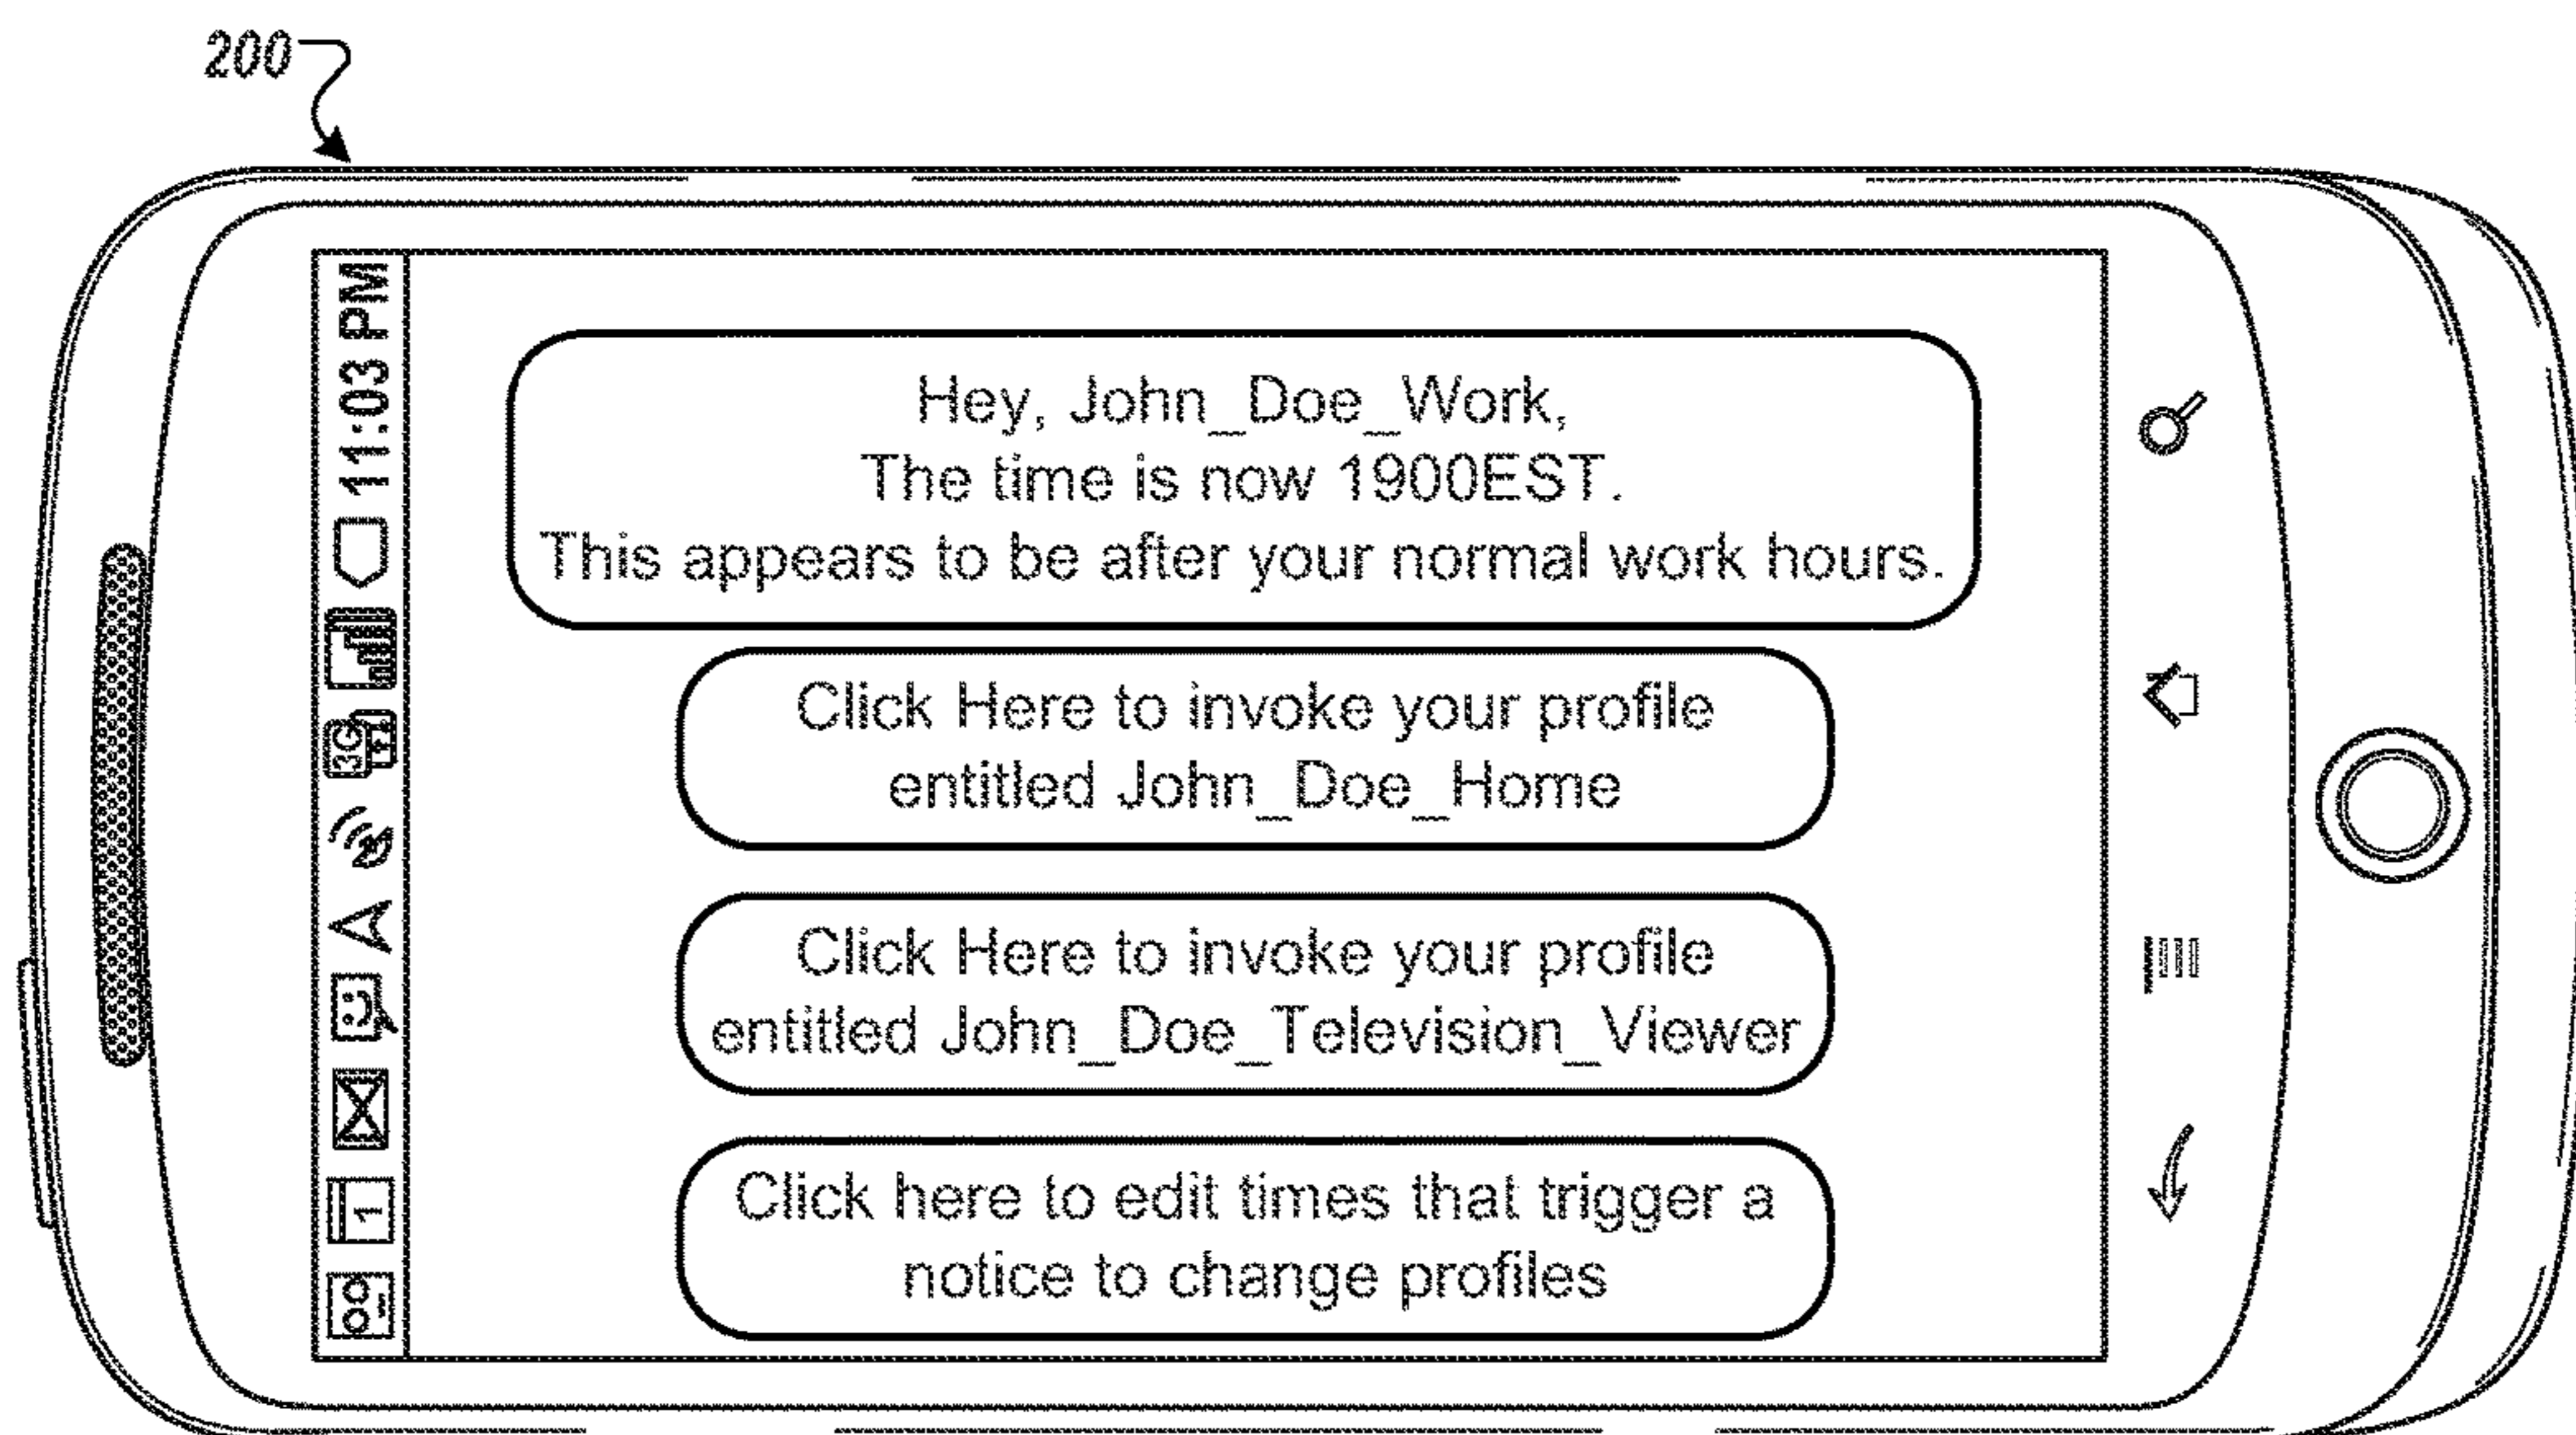 200
11:03 PM
3G
1
Hey, John_Doe_Work,
The time is now 1900EST.
This appears to be after your normal work hours.
Click Here to invoke your profile
entitled John_Doe_Home
Click Here to invoke your profile
entitled John_Doe_Television_Viewer
Click here to edit times that trigger a
notice to change profiles